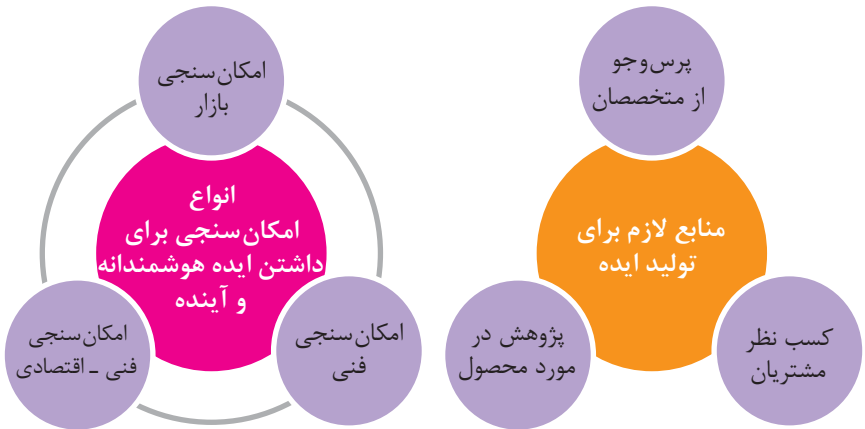 پرس‌وجو
از متخصصان
منابع لازم برای
تولید ایده
کسب نظر
مشتریان
پژوهش در
مورد محصول
امکان‌سنجی
بازار
انواع
امکان‌سنجی برای
داشتن ایده هوشمندانه
و آینده
امکان‌سنجی
فنی
امکان‌سنجی
فنی ـ اقتصادی